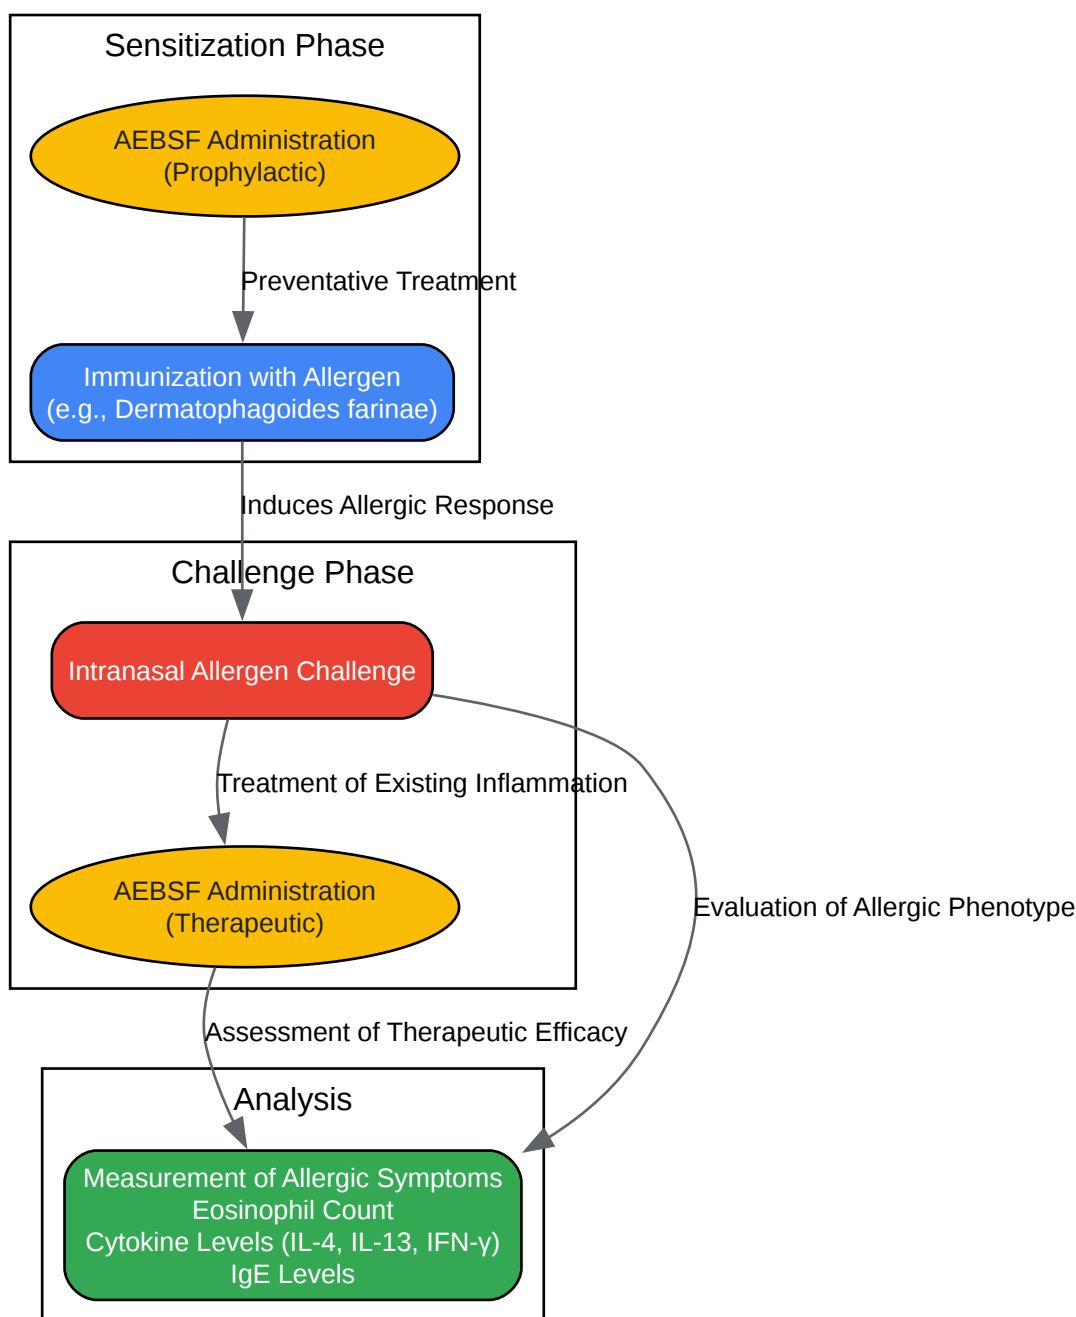 Sensitization Phase
AEBSF Administration
(Prophylactic)
Preventative Treatment
Immunization with Allergen
(e.g., Dermatophagoides farinae)
Induces Allergic Response
Challenge Phase
Intranasal Allergen Challenge
Treatment of Existing Inflammation
AEBSF Administration
(Therapeutic)
Evaluation of Allergic Phenotype
Assessment of Therapeutic Efficacy
Analysis
Measurement of Allergic Symptoms
Eosinophil Count
Cytokine Levels (IL-4, IL-13, IFN-γ)
IgE Levels